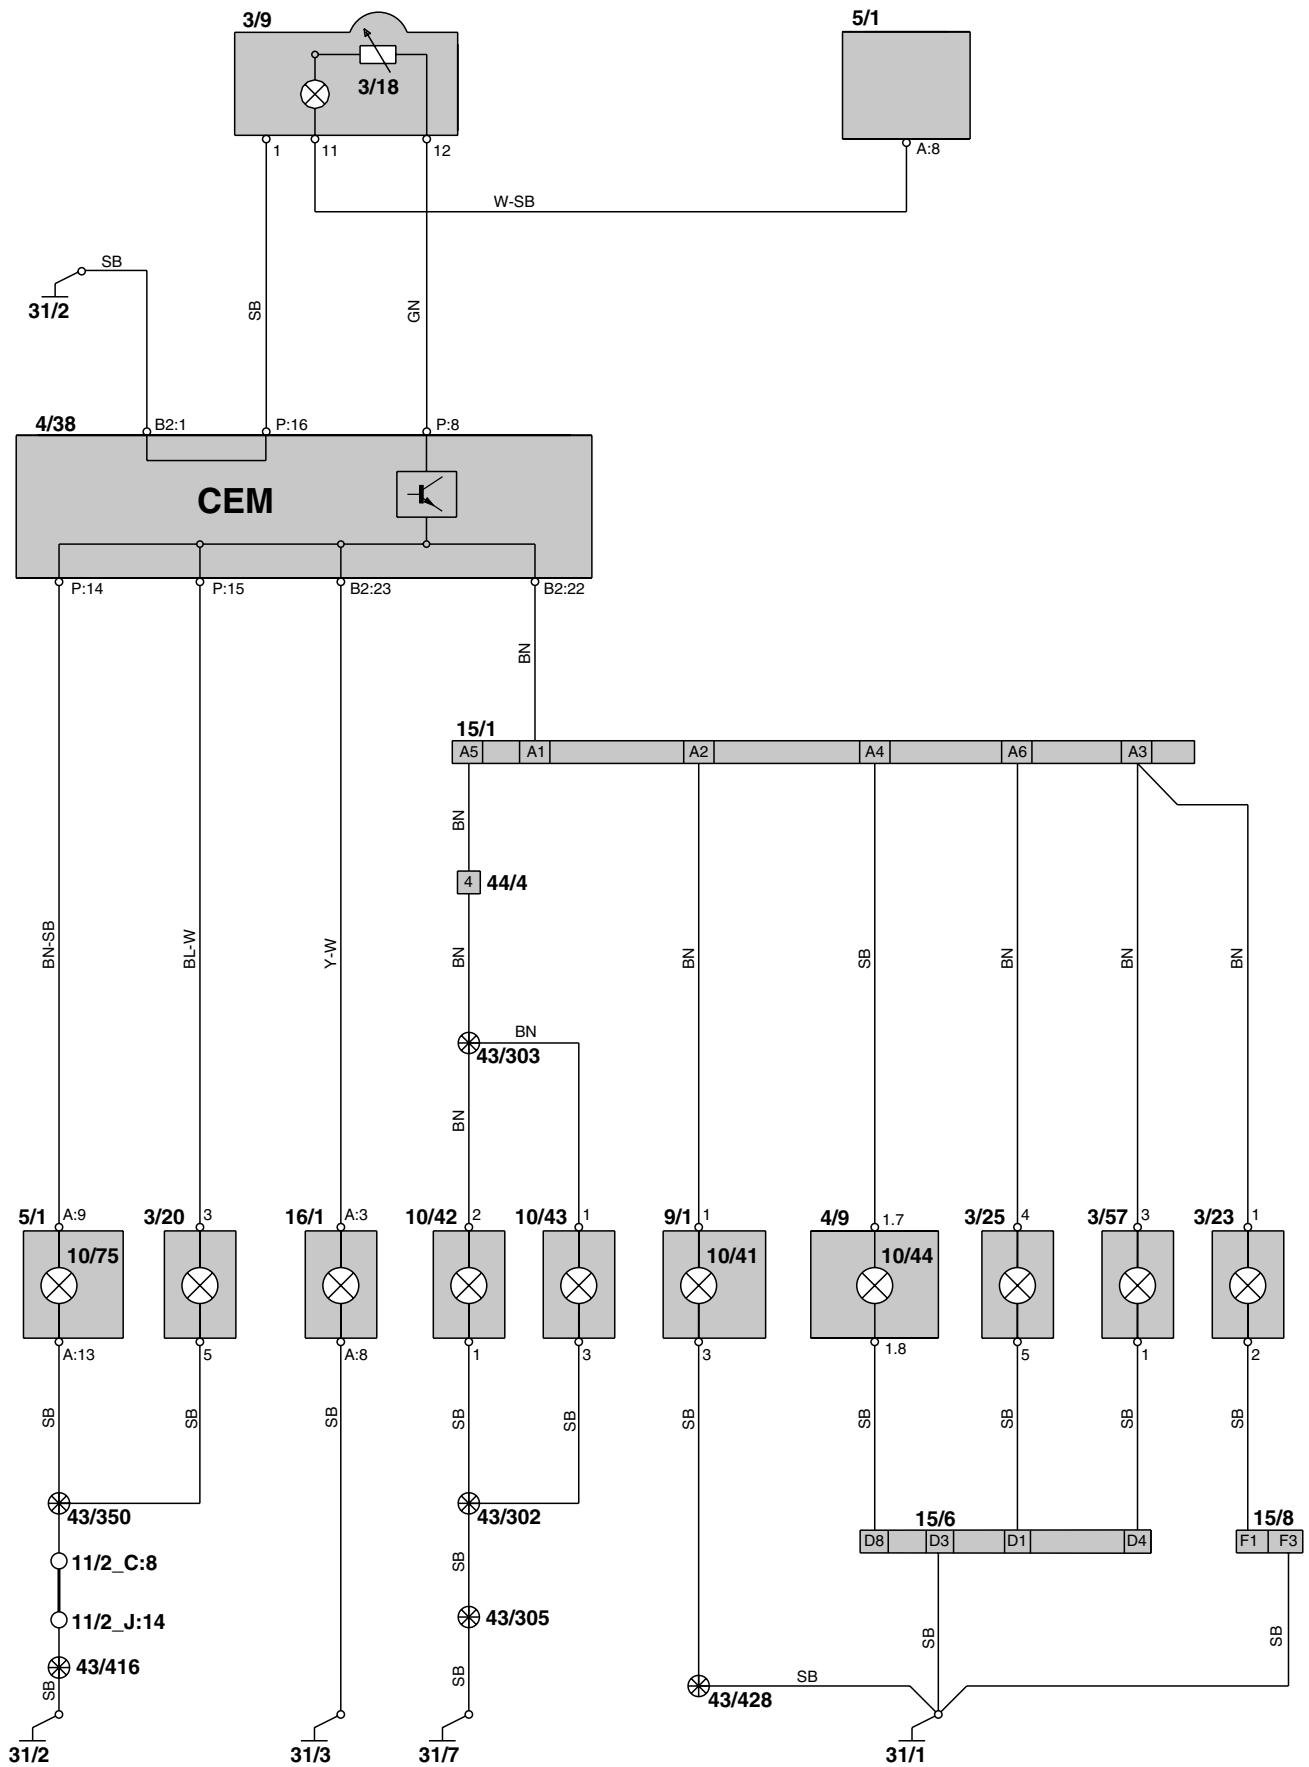 3/9
5/1
3/18
1
11
12
A:8
W-SB
SB
31/2
SB
GN
4/38
B2:1
P:16
P:8
CEM
P:14
P:15
B2:23
B2:22
BN
15/1
A5
A1
A2
A4
A6
A3
BN
4
44/4
BN-SB
BL-W
Y-W
BN
BN
SB
BN
BN
BN
BN
43/303
BN
5/1
A:9
3/20
3
16/1
A:3
10/42
2
10/43
1
9/1
1
4/9
1.7
3/25
4
3/57
3
3/23
1
10/75
10/41
10/44
A:13
5
A:8
1
3
3
1.8
5
1
2
SB
SB
SB
SB
SB
SB
SB
SB
SB
SB
43/350
43/302
15/6
15/8
D8
D3
D1
D4
F1
F3
11/2_C:8
SB
11/2_J:14
43/305
SB
SB
43/416
SB
SB
SB
43/428
31/2
31/3
31/7
31/1